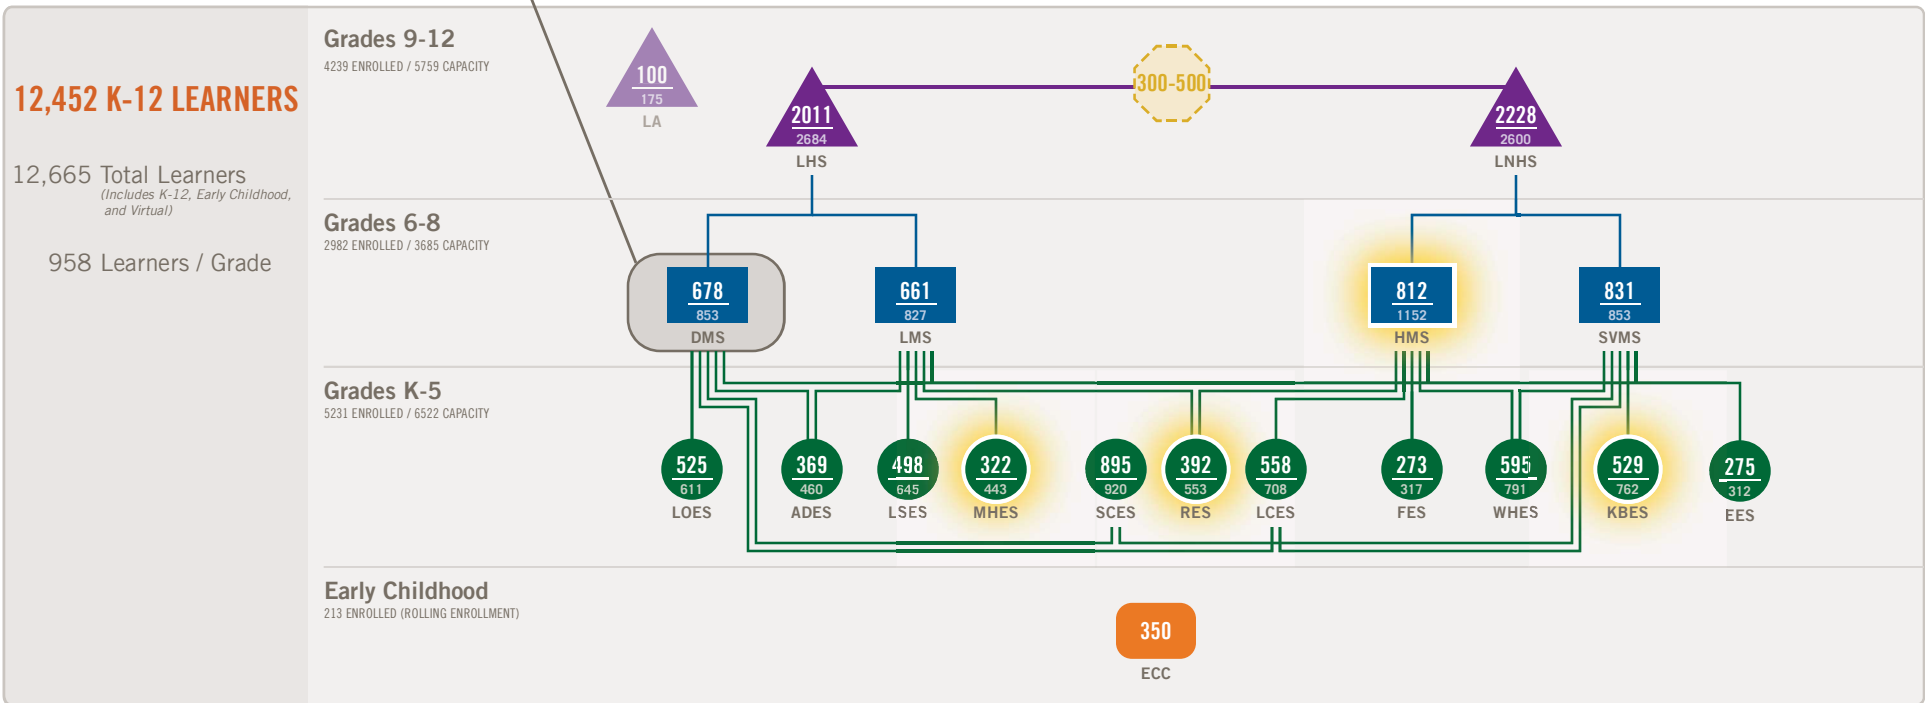 12,452 K-12 LEARNERS
12,665 Total Learners
(Includes K-12, Early Childhood,
and Virtual)
958 Learners / Grade
Grades 9-12
4239 ENROLLED / 5759 CAPACITY
100
175
LA
2011
2684
LHS
300-500
2228
2600
LNHS
Grades 6-8
2982 ENROLLED / 3685 CAPACITY
678
853
DMS
661
827
LMS
812
1152
HMS
831
853
SVMS
Grades K-5
5231 ENROLLED / 6522 CAPACITY
525
611
LOES
369
460
ADES
498
645
LSES
322
443
MHES
895
920
SCES
392
553
RES
558
708
LCES
273
317
FES
595
791
WHES
529
762
KBES
275
312
EES
Early Childhood
213 ENROLLED (ROLLING ENROLLMENT)
350
ECC